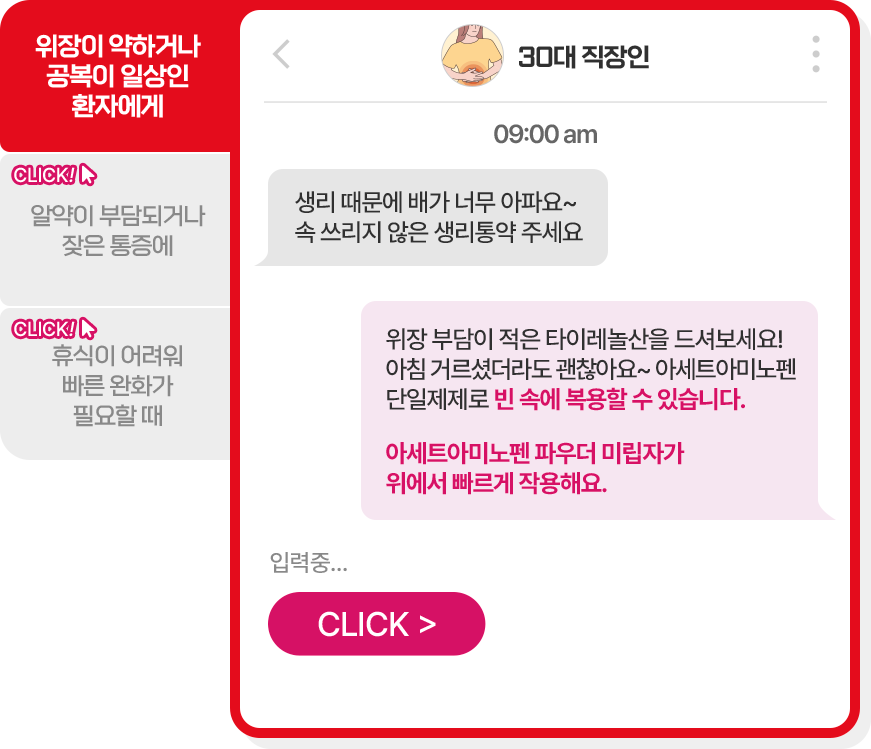 위장이 약하거나
공복이 일상인
환자에게
CLICK!
알약이 부담되거나
잦은 통증에
CLICK!
휴식이 어려워
빠른 완화가
필요할 때
30대 직장인
09:00 am
생리 때문에 배가 너무 아파요~
속 쓰리지 않은 생리통약 주세요
위장 부담이 적은 타이레놀산을 드셔보세요!
아침 거르셨더라도 괜찮아요~ 아세트아미노펜
단일제제로 빈 속에 복용할 수 있습니다.
아세트아미노펜 파우더 미립자가
위에서 빠르게 작용해요.
입력중...
CLICK >